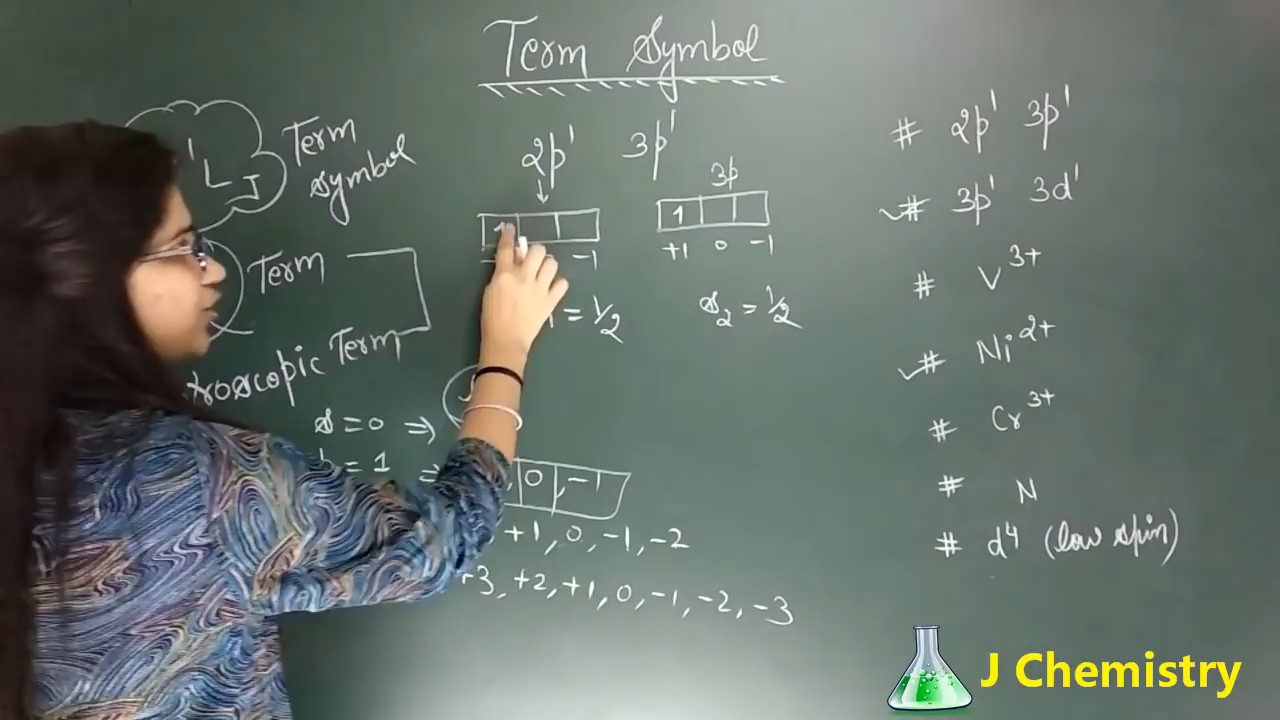 Term Symbol
L J
Term Symbol
Term
Term
2p¹ 3p¹
↓ 3p
1 1
-1 +1 0 -1
= 1/2 s₂ = 1/2
s = 0 ⇒
= 1 ⇒
0, -1
+1, 0, -1, -2
+3, +2, +1, 0, -1, -2, -3
# 2p¹ 3p¹
✓# 3p¹ 3d¹
# V³⁺
✓# Ni²⁺
# Cr³⁺
# N
# d⁴ (low spin)
J Chemistry